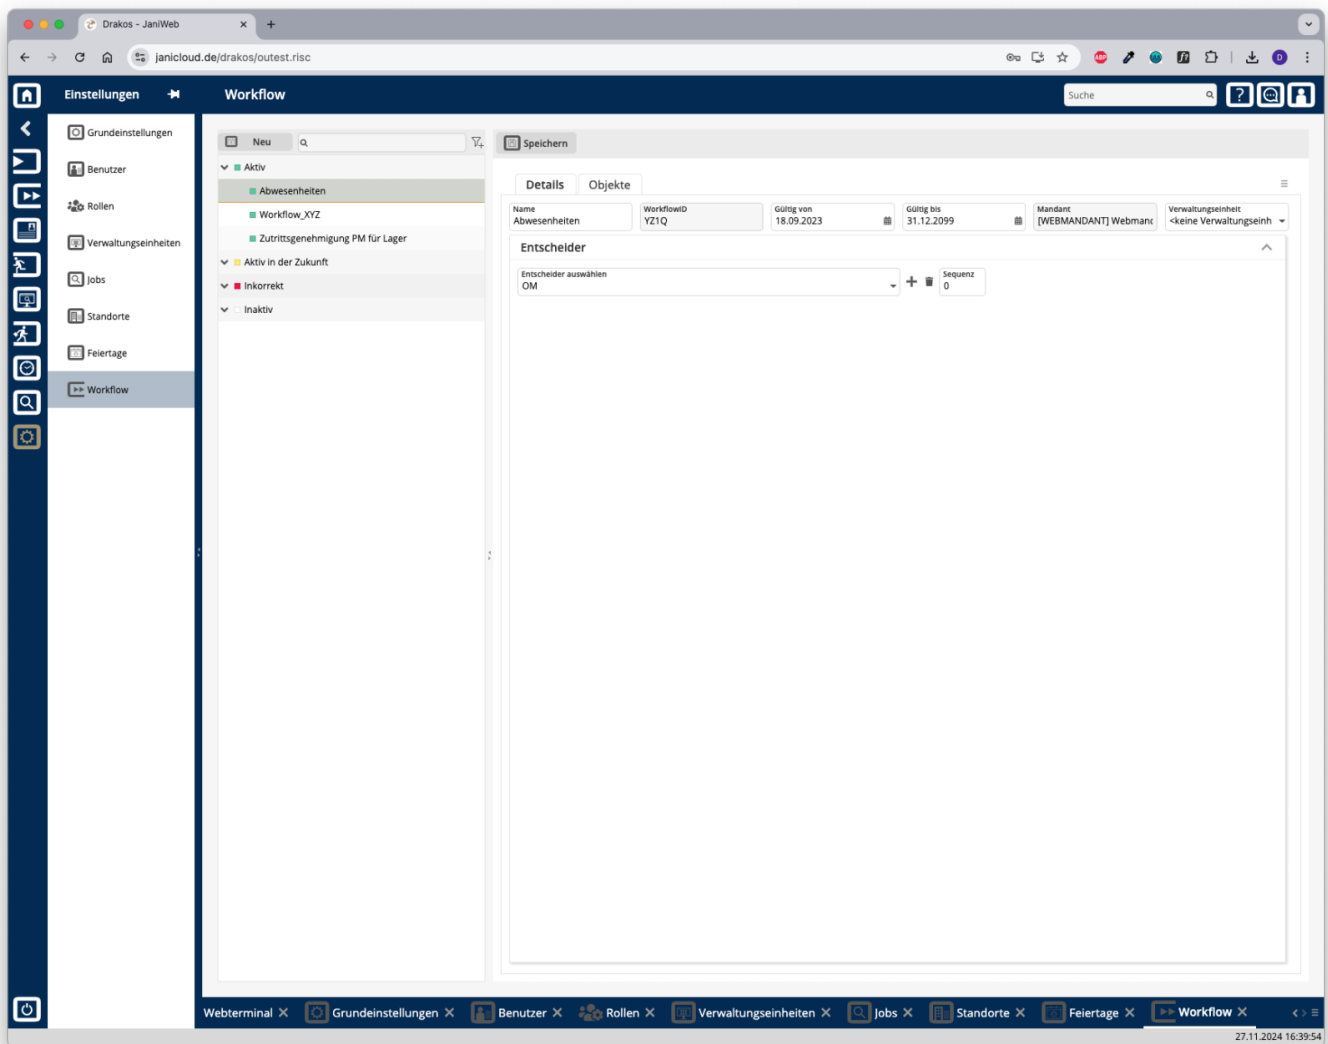 Drakos - JaniWeb
janicloud.de/drakos/outest.risc
ABP
D
Einstellungen
Workflow
Suche
?
Grundeinstellungen
Benutzer
Rollen
Verwaltungseinheiten
Jobs
Standorte
Feiertage
Workflow
Neu
Aktiv
Abwesenheiten
Workflow_XYZ
Zutrittsgenehmigung PM für Lager
Aktiv in der Zukunft
Inkorrekt
Inaktiv
Speichern
Details Objekte
Name WorkflowID Gültig von Gültig bis Mandant Verwaltungseinheit
Abwesenheiten YZ1Q 18.09.2023 31.12.2099 [WEBMANDANT] Webmanc <keine Verwaltungseinh
Entscheider
Entscheider auswählen Sequenz
OM 0
Webterminal Grundeinstellungen Benutzer Rollen Verwaltungseinheiten Jobs Standorte Feiertage Workflow
27.11.2024 16:39:54